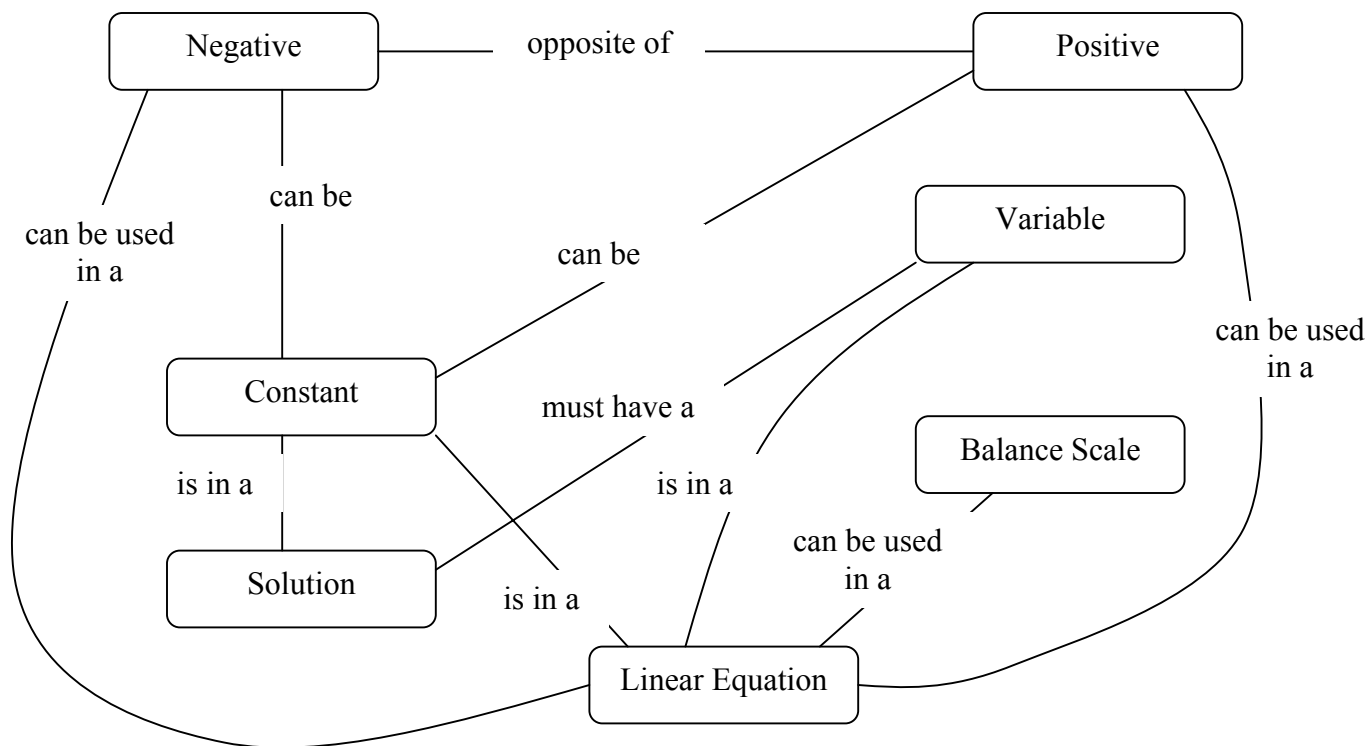 Negative
opposite of
Positive
can be
can be used
in a
Variable
can be
can be used
in a
Constant
must have a
Balance Scale
is in a
is in a
can be used
in a
Solution
is in a
Linear Equation